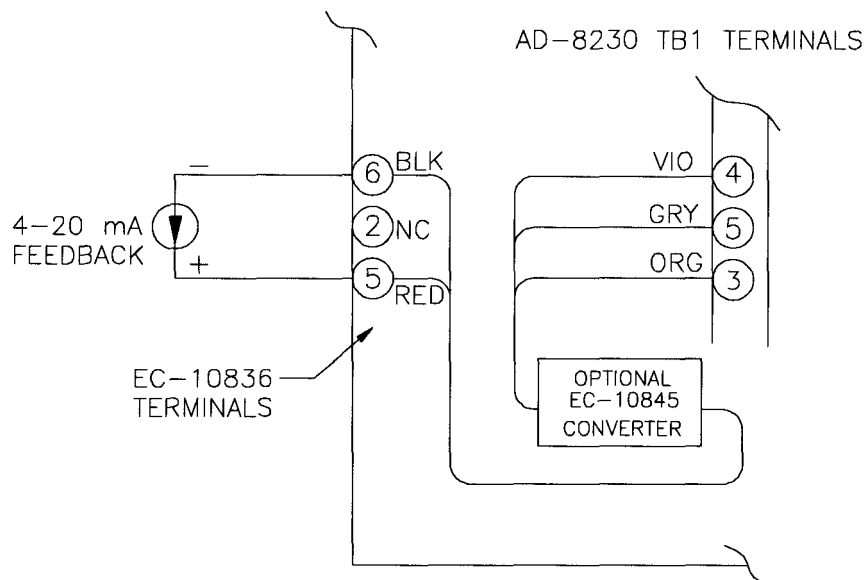 AD-8230 TB1 TERMINALS
−
6 BLK
VIO 4
4-20 mA
FEEDBACK
2 NC
GRY 5
+
5 RED
ORG 3
EC-10836
TERMINALS
OPTIONAL
EC-10845
CONVERTER